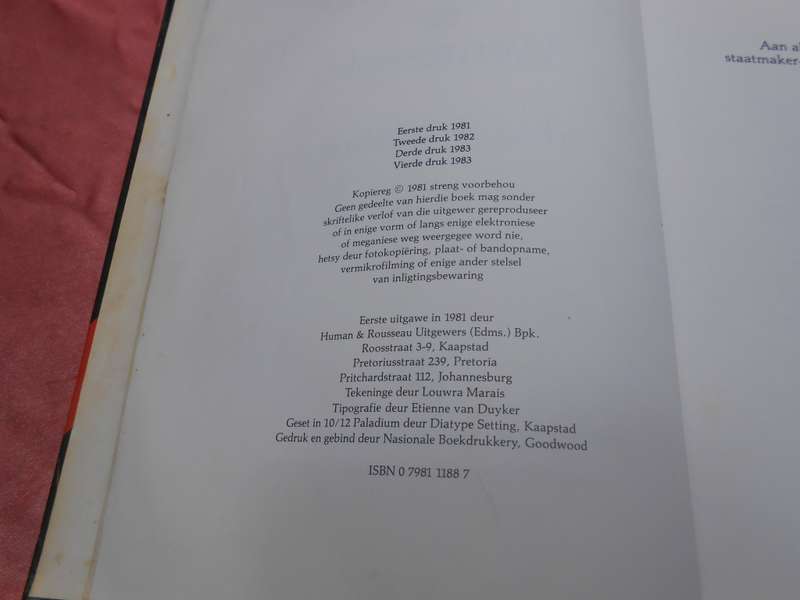 Eerste druk 1981
Tweede druk 1982
Derde druk 1983
Vierde druk 1983
Kopiereg © 1981 streng voorbehou
Geen gedeelte van hierdie boek mag sonder
skriftelike verlof van die uitgewer gereproduseer
of in enige vorm of langs enige elektroniese
of meganiese weg weergegee word nie,
hetsy deur fotokopiëring, plaat- of bandopname,
vermikrofilming of enige ander stelsel
van inligtingsbewaring
Eerste uitgawe in 1981 deur
Human & Rousseau Uitgewers (Edms.) Bpk.
Roosstraat 3-9, Kaapstad
Pretoriusstraat 239, Pretoria
Pritchardstraat 112, Johannesburg
Tekeninge deur Louwra Marais
Tipografie deur Etienne van Duyker
Geset in 10/12 Paladium deur Diatype Setting, Kaapstad
Gedruk en gebind deur Nasionale Boekdrukkery, Goodwood
ISBN 0 7981 1188 7
Aan
staatmaker-